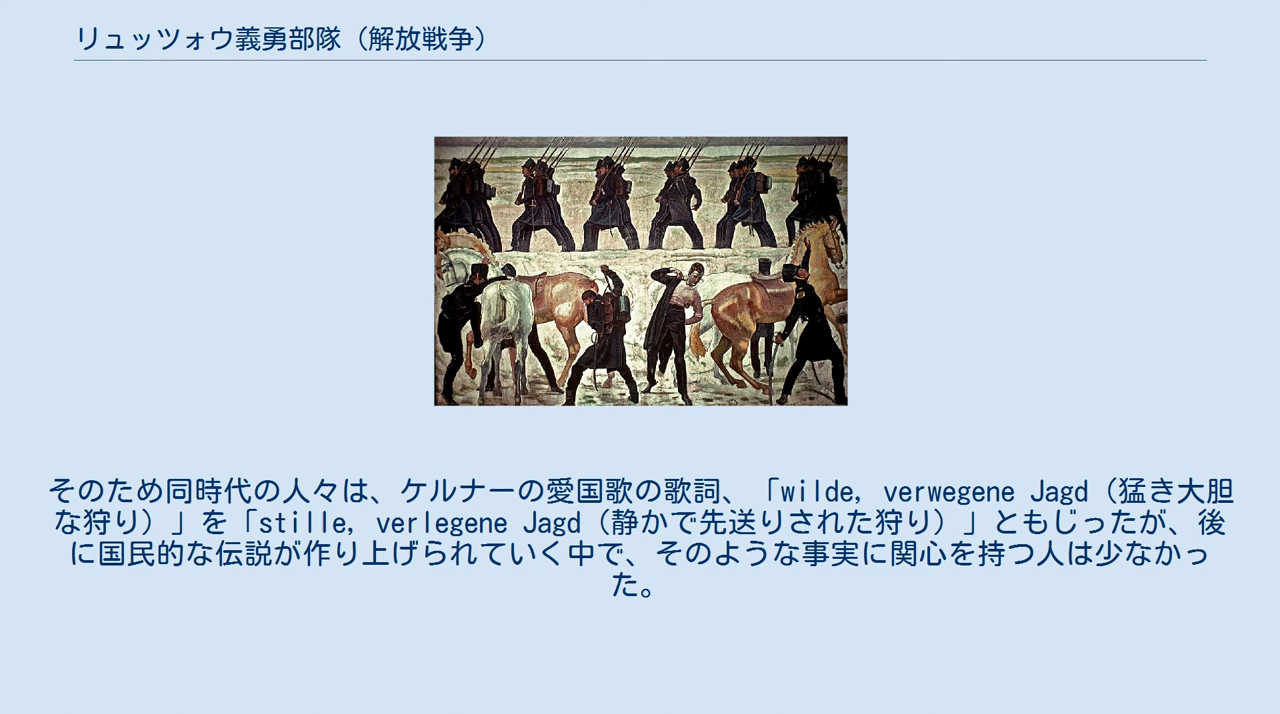 リュッツォウ義勇部隊（解放戦争）
そのため同時代の人々は、ケルナーの愛国歌の歌詞、「wilde, verwegene Jagd（猛き大胆
な狩り）」を「stille, verlegene Jagd（静かで先送りされた狩り）」ともじったが、後
に国民的な伝説が作り上げられていく中で、そのような事実に関心を持つ人は少なかっ
た。